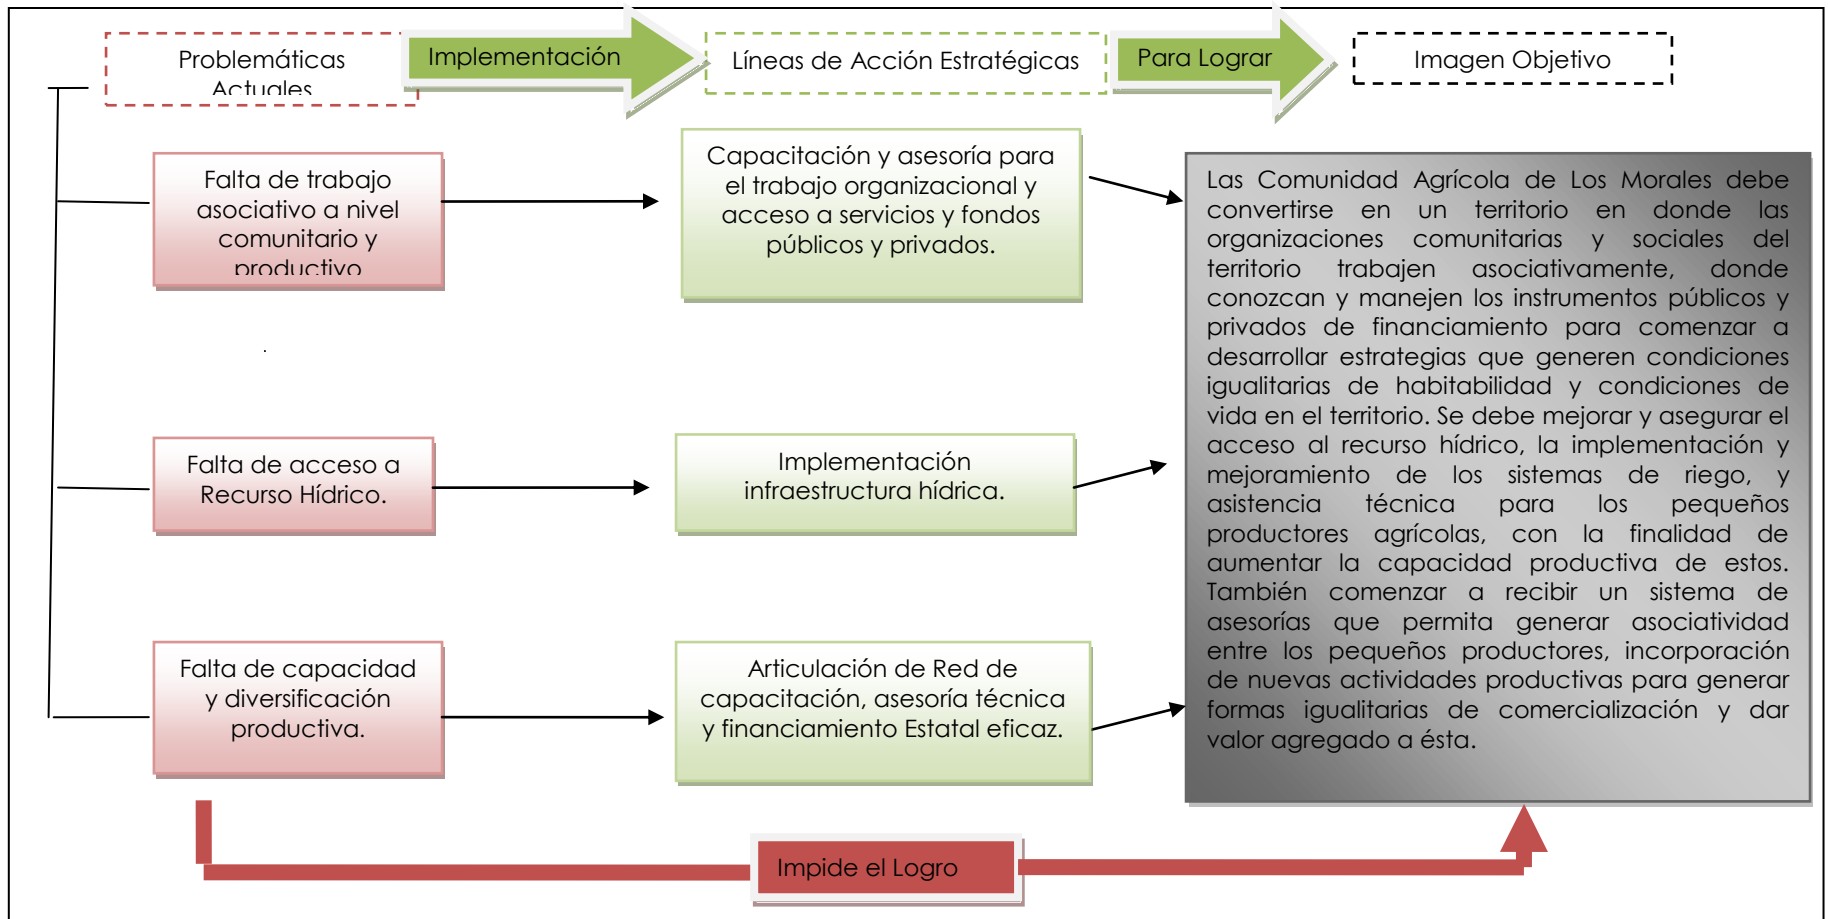 Problemáticas
Actuales
Implementación
Líneas de Acción Estratégicas
Para Lograr
Imagen Objetivo
Falta de trabajo
asociativo a nivel
comunitario y
productivo
Capacitación y asesoría para
el trabajo organizacional y
acceso a servicios y fondos
públicos y privados.
Falta de acceso a
Recurso Hídrico.
Implementación
infraestructura hídrica.
Falta de capacidad
y diversificación
productiva.
Articulación de Red de
capacitación, asesoría técnica
y financiamiento Estatal eficaz.
Las Comunidad Agrícola de Los Morales debe
convertirse en un territorio en donde las
organizaciones comunitarias y sociales del
territorio trabajen asociativamente, donde
conozcan y manejen los instrumentos públicos y
privados de financiamiento para comenzar a
desarrollar estrategias que generen condiciones
igualitarias de habitabilidad y condiciones de
vida en el territorio. Se debe mejorar y asegurar el
acceso al recurso hídrico, la implementación y
mejoramiento de los sistemas de riego, y
asistencia técnica para los pequeños
productores agrícolas, con la finalidad de
aumentar la capacidad productiva de estos.
También comenzar a recibir un sistema de
asesorías que permita generar asociatividad
entre los pequeños productores, incorporación
de nuevas actividades productivas para generar
formas igualitarias de comercialización y dar
valor agregado a ésta.
Impide el Logro